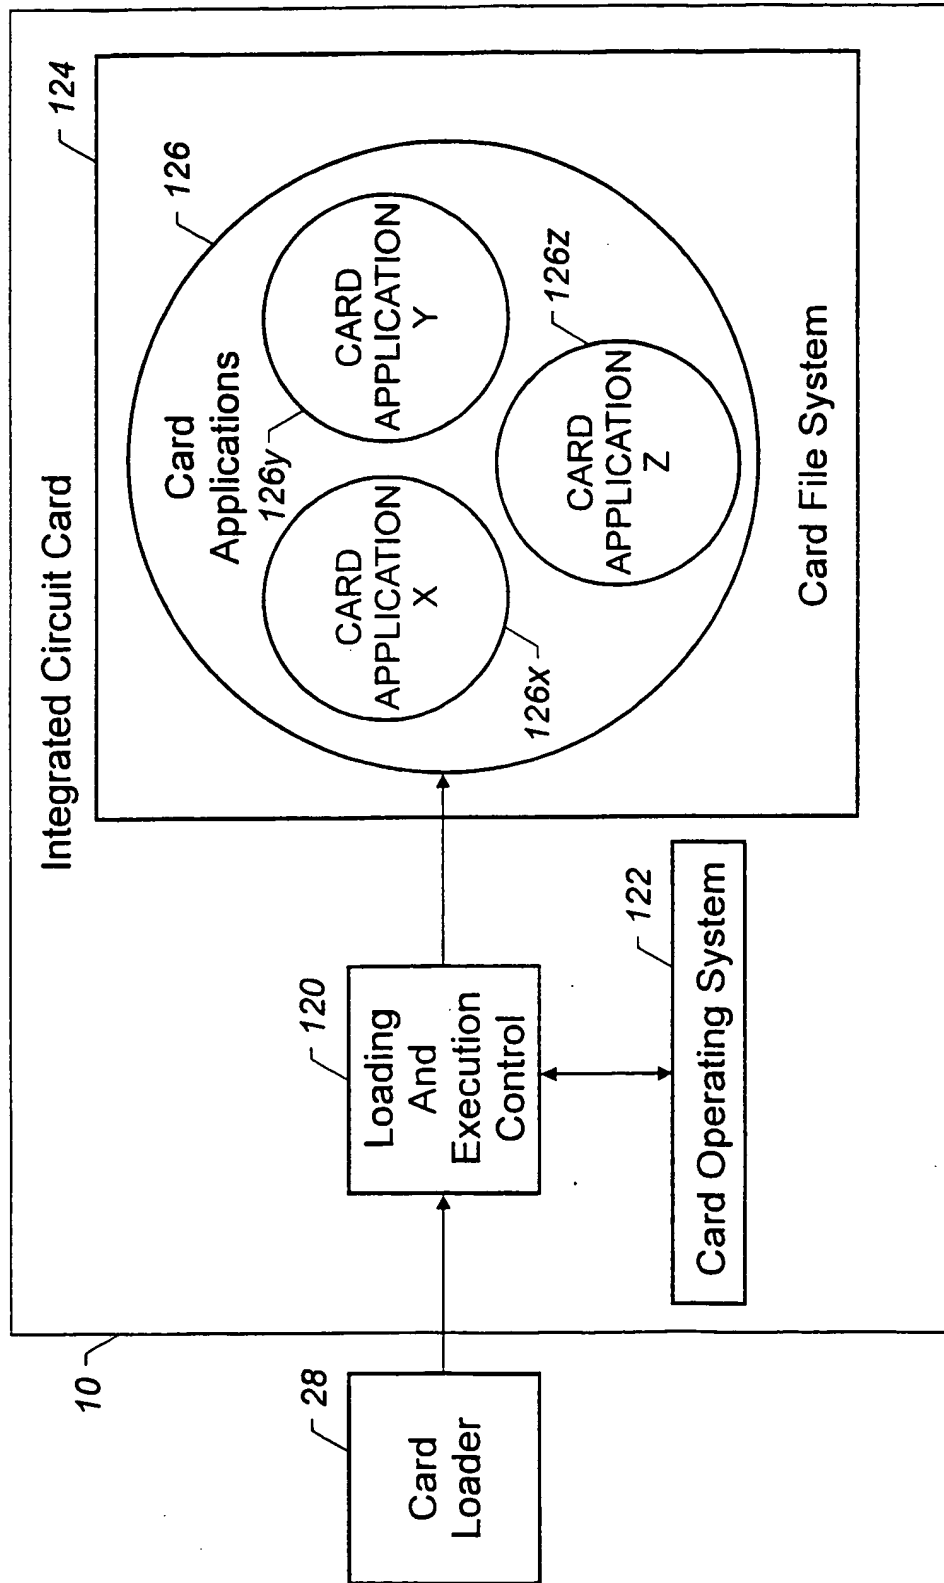 Integrated Circuit Card
10
124
126
Card
Applications
126y
CARD
APPLICATION
X
CARD
APPLICATION
Y
126x
126z
CARD
APPLICATION
Z
Card File System
28
Card
Loader
120
Loading
And
Execution
Control
122
Card Operating System